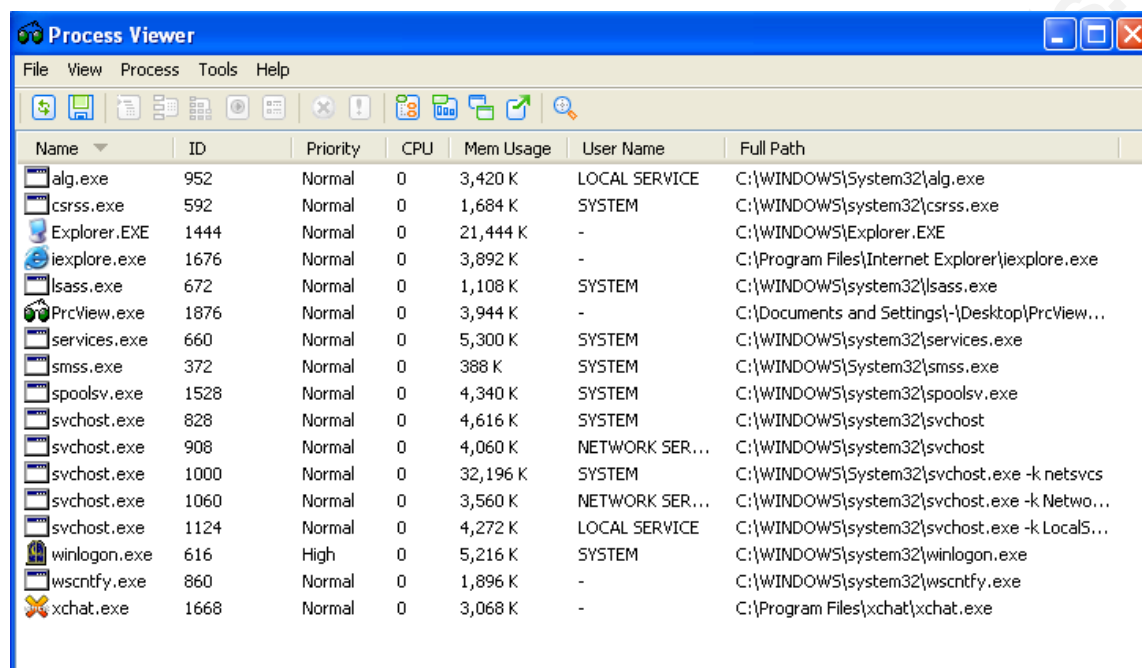 Process Viewer
File View Process Tools Help
Name ID Priority CPU Mem Usage User Name Full Path
alg.exe 952 Normal 0 3,420 K LOCAL SERVICE C:\WINDOWS\System32\alg.exe
csrss.exe 592 Normal 0 1,684 K SYSTEM C:\WINDOWS\system32\csrss.exe
Explorer.EXE 1444 Normal 0 21,444 K - C:\WINDOWS\Explorer.EXE
iexplore.exe 1676 Normal 0 3,892 K - C:\Program Files\Internet Explorer\iexplore.exe
lsass.exe 672 Normal 0 1,108 K SYSTEM C:\WINDOWS\system32\lsass.exe
PrcView.exe 1876 Normal 0 3,944 K - C:\Documents and Settings\-\Desktop\PrcView...
services.exe 660 Normal 0 5,300 K SYSTEM C:\WINDOWS\system32\services.exe
smss.exe 372 Normal 0 388 K SYSTEM C:\WINDOWS\System32\smss.exe
spoolsv.exe 1528 Normal 0 4,340 K SYSTEM C:\WINDOWS\system32\spoolsv.exe
svchost.exe 828 Normal 0 4,616 K SYSTEM C:\WINDOWS\system32\svchost
svchost.exe 908 Normal 0 4,060 K NETWORK SER... C:\WINDOWS\system32\svchost
svchost.exe 1000 Normal 0 32,196 K SYSTEM C:\WINDOWS\System32\svchost.exe -k netsvcs
svchost.exe 1060 Normal 0 3,560 K NETWORK SER... C:\WINDOWS\System32\svchost.exe -k Netwo...
svchost.exe 1124 Normal 0 4,272 K LOCAL SERVICE C:\WINDOWS\System32\svchost.exe -k LocalS...
winlogon.exe 616 High 0 5,216 K SYSTEM C:\WINDOWS\system32\winlogon.exe
wscntfy.exe 860 Normal 0 1,896 K - C:\WINDOWS\system32\wscntfy.exe
xchat.exe 1668 Normal 0 3,068 K - C:\Program Files\xchat\xchat.exe